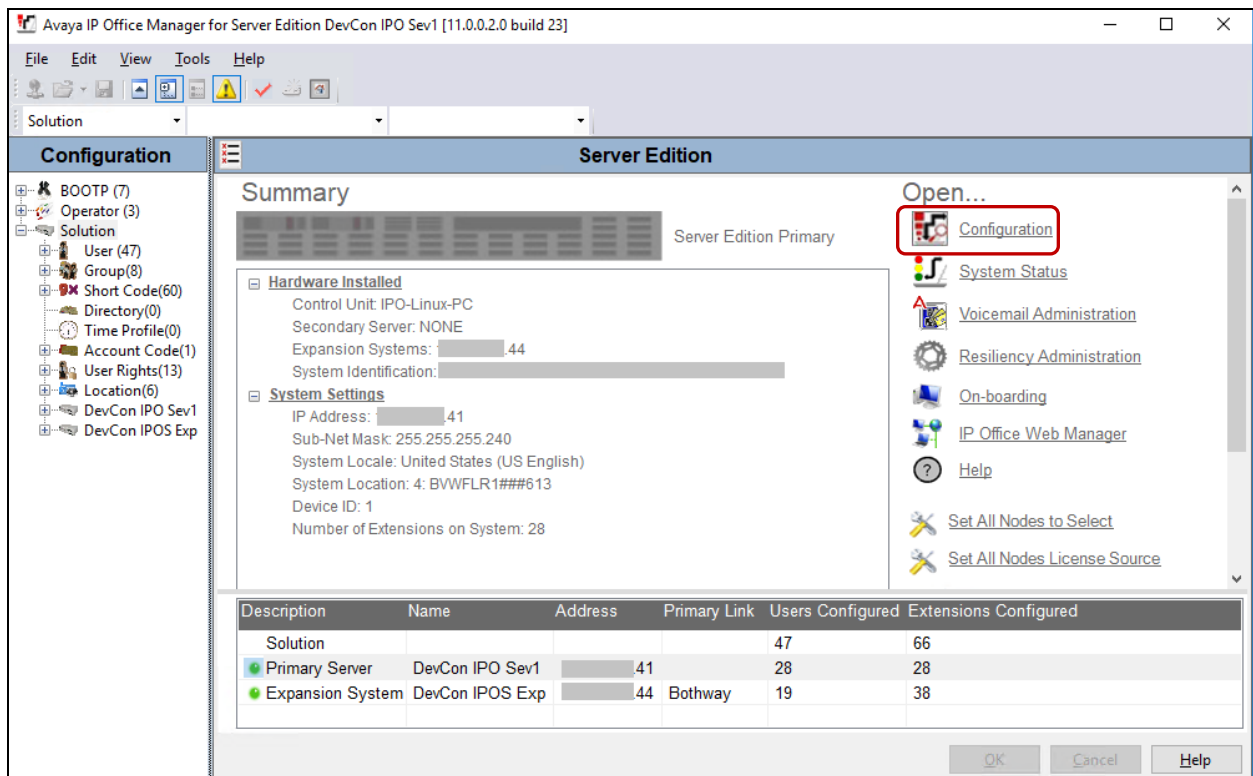 Avaya IP Office Manager for Server Edition DevCon IPO Sev1 [11.0.0.2.0 build 23]
File Edit View Tools Help
Solution
Configuration
BOOTP (7)
Operator (3)
Solution
User (47)
Group(8)
Short Code(60)
Directory(0)
Time Profile(0)
Account Code(1)
User Rights(13)
Location(6)
DevCon IPO Sev1
DevCon IPOS Exp
Server Edition
Summary
Server Edition Primary
Hardware Installed
Control Unit: IPO-Linux-PC
Secondary Server: NONE
Expansion Systems: .44
System Identification:
System Settings
IP Address: .41
Sub-Net Mask: 255.255.255.240
System Locale: United States (US English)
System Location: 4: BVWFLR1###613
Device ID: 1
Number of Extensions on System: 28
Open...
Configuration
System Status
Voicemail Administration
Resiliency Administration
On-boarding
IP Office Web Manager
Help
Set All Nodes to Select
Set All Nodes License Source
Description Name Address Primary Link Users Configured Extensions Configured
Solution 47 66
Primary Server DevCon IPO Sev1 .41 28 28
Expansion System DevCon IPOS Exp .44 Bothway 19 38
OK Cancel Help